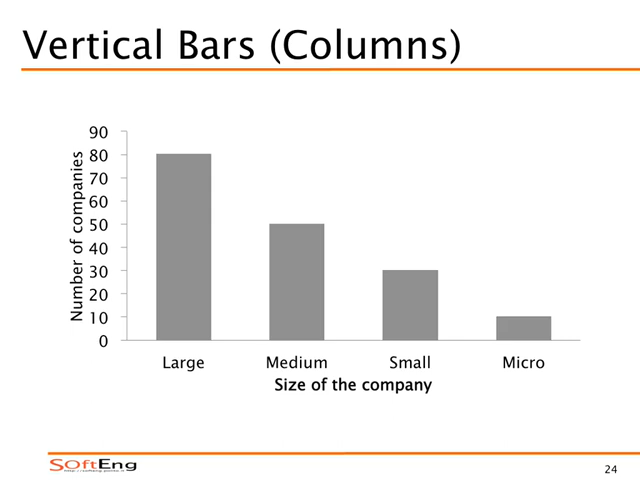 Vertical Bars (Columns)
Number of companies
90
80
70
60
50
40
30
20
10
0
Large Medium Small Micro
Size of the company
SOftEng
24